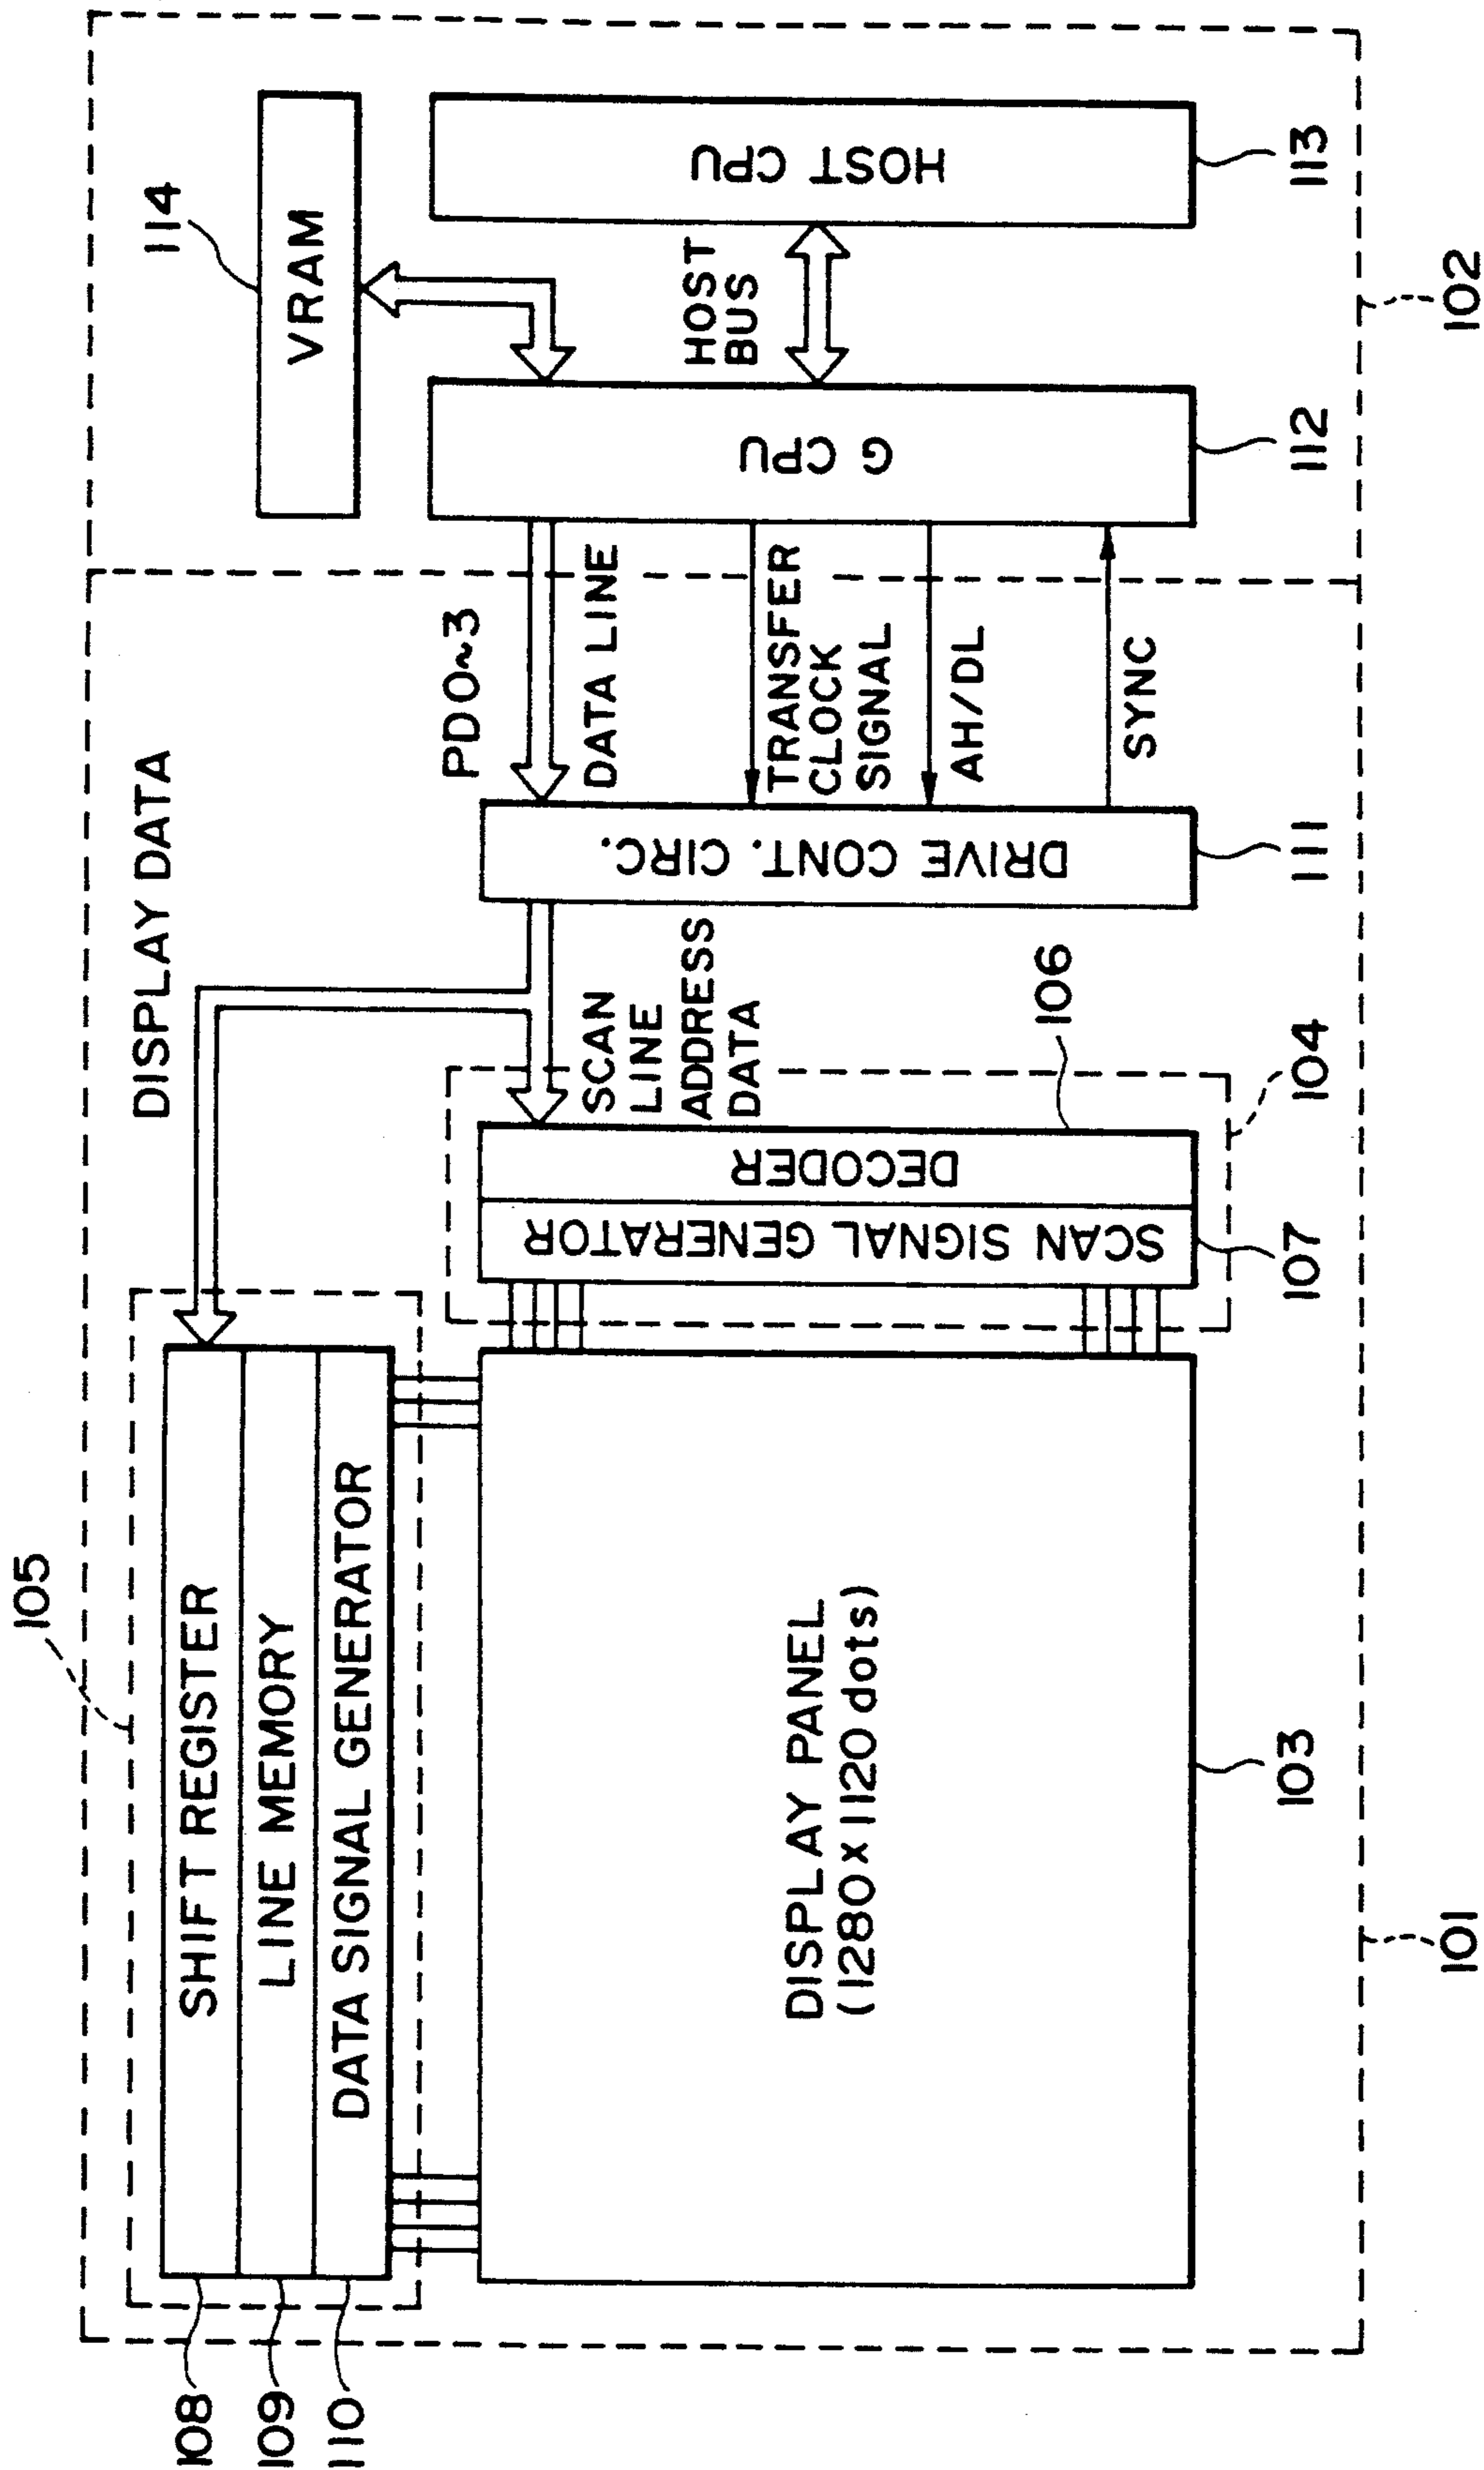 105
108
SHIFT REGISTER
109
LINE MEMORY
110
DATA SIGNAL GENERATOR
DISPLAY DATA
114
VRAM
DISPLAY PANEL
(1280 x 1120 dots)
103
SCAN SIGNAL GENERATOR
107
DECODER
106
104
SCAN
LINE
ADDRESS
DATA
DRIVE CONT. CIRC.
111
PD0~3
DATA LINE
TRANSFER
CLOCK
SIGNAL
AH/DL
SYNC
G CPU
112
HOST
BUS
HOST CPU
113
101
102